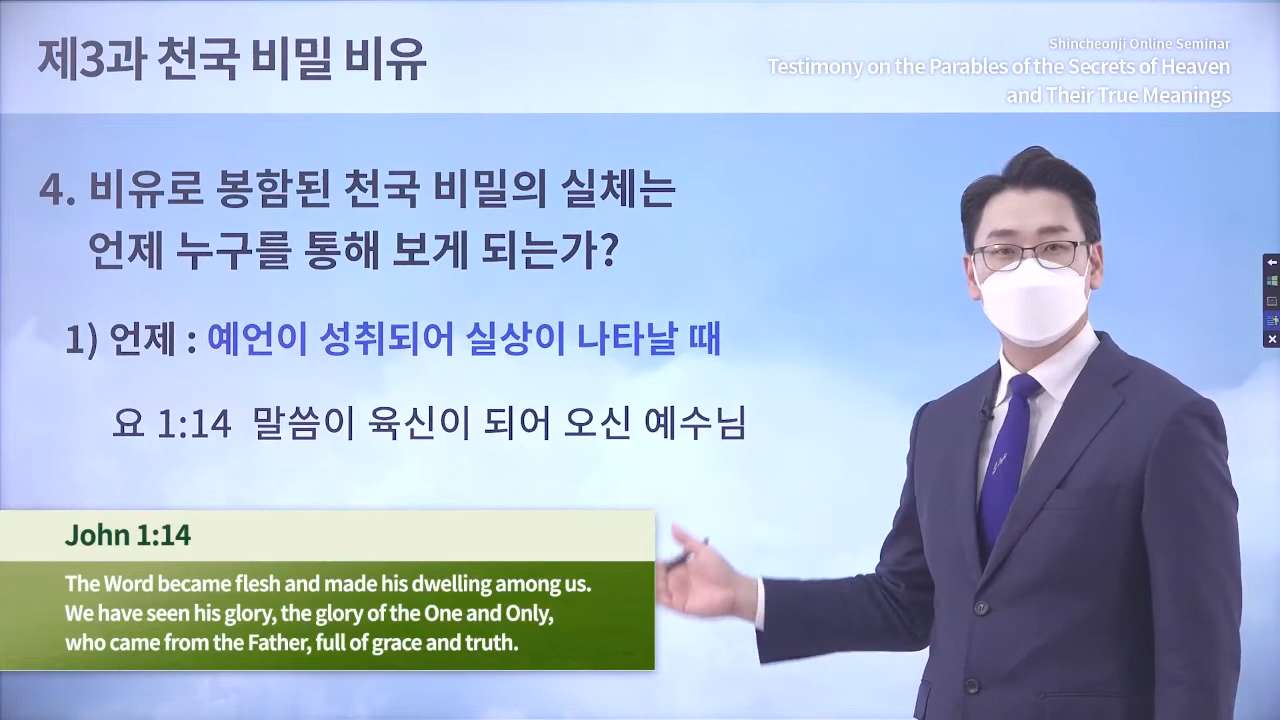 제3과 천국 비밀 비유
Shincheonji Online Seminar
Testimony on the Parables of the Secrets of Heaven
and Their True Meanings
4. 비유로 봉함된 천국 비밀의 실체는
언제 누구를 통해 보게 되는가?
1) 언제 : 예언이 성취되어 실상이 나타날 때
요 1:14 말씀이 육신이 되어 오신 예수님
John 1:14
The Word became flesh and made his dwelling among us.
We have seen his glory, the glory of the One and Only,
who came from the Father, full of grace and truth.